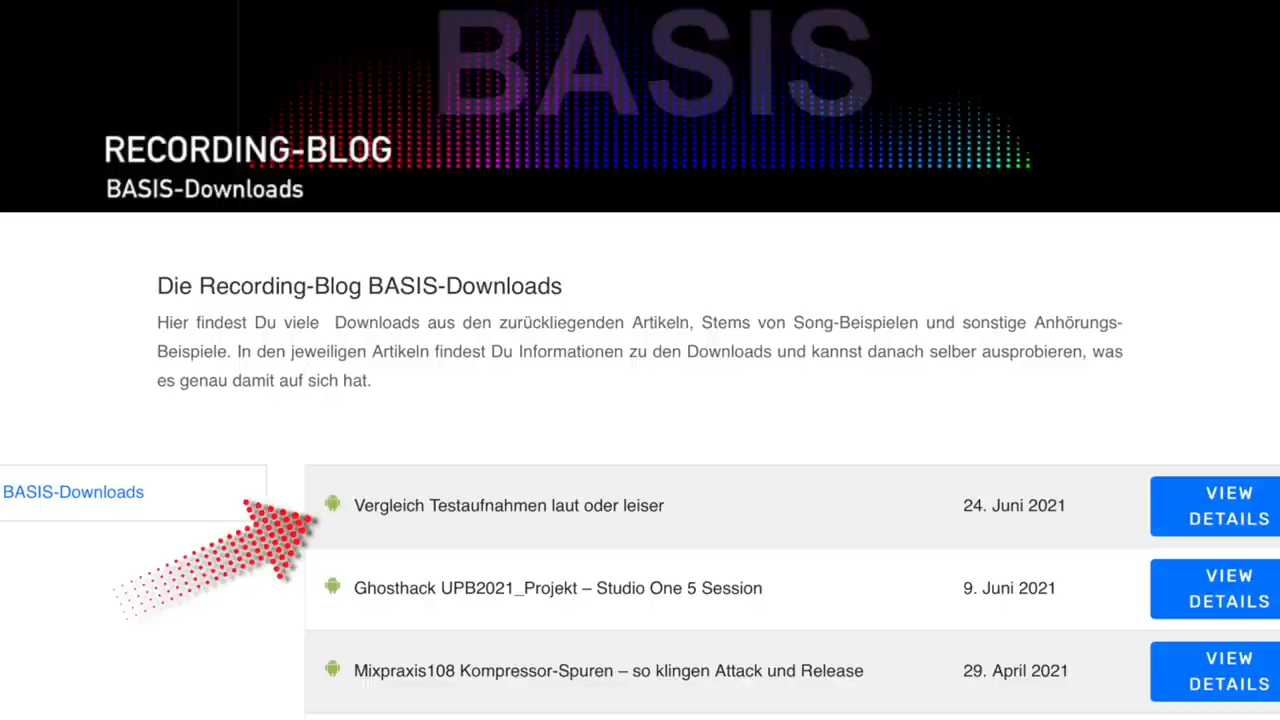 BASIS
RECORDING-BLOG
BASIS-Downloads
Die Recording-Blog BASIS-Downloads
Hier findest Du viele Downloads aus den zurückliegenden Artikeln, Stems von Song-Beispielen und sonstige Anhörungs-
Beispiele. In den jeweiligen Artikeln findest Du Informationen zu den Downloads und kannst danach selber ausprobieren, was
es genau damit auf sich hat.
BASIS-Downloads
Vergleich Testaufnahmen laut oder leiser 24. Juni 2021 VIEW DETAILS
Ghosthack UPB2021_Projekt – Studio One 5 Session 9. Juni 2021 VIEW DETAILS
Mixpraxis108 Kompressor-Spuren – so klingen Attack und Release 29. April 2021 VIEW DETAILS